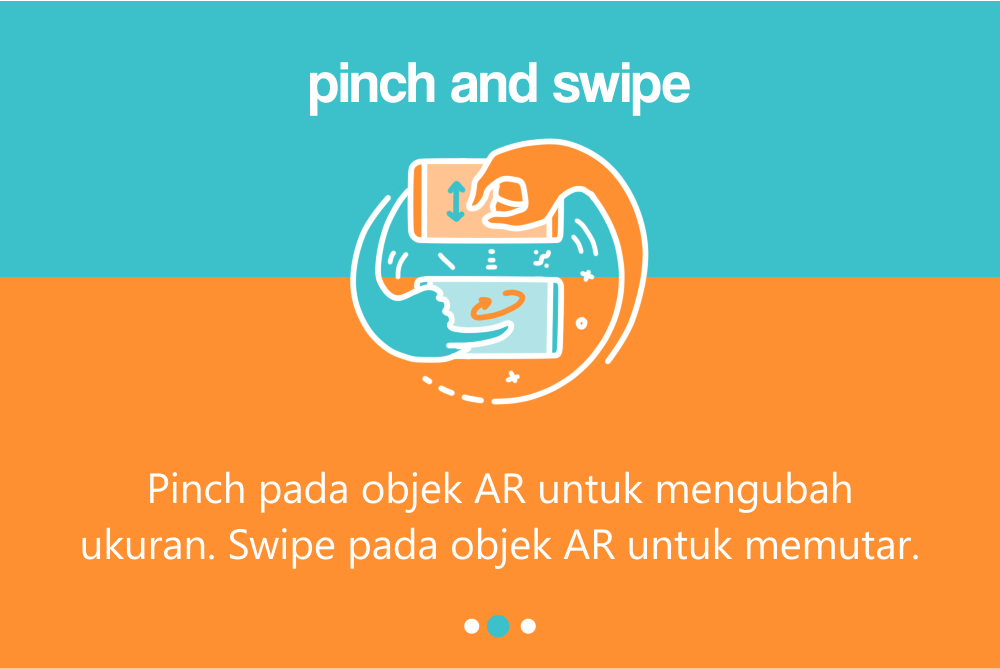 pinch and swipe
Pinch pada objek AR untuk mengubah
ukuran. Swipe pada objek AR untuk memutar.